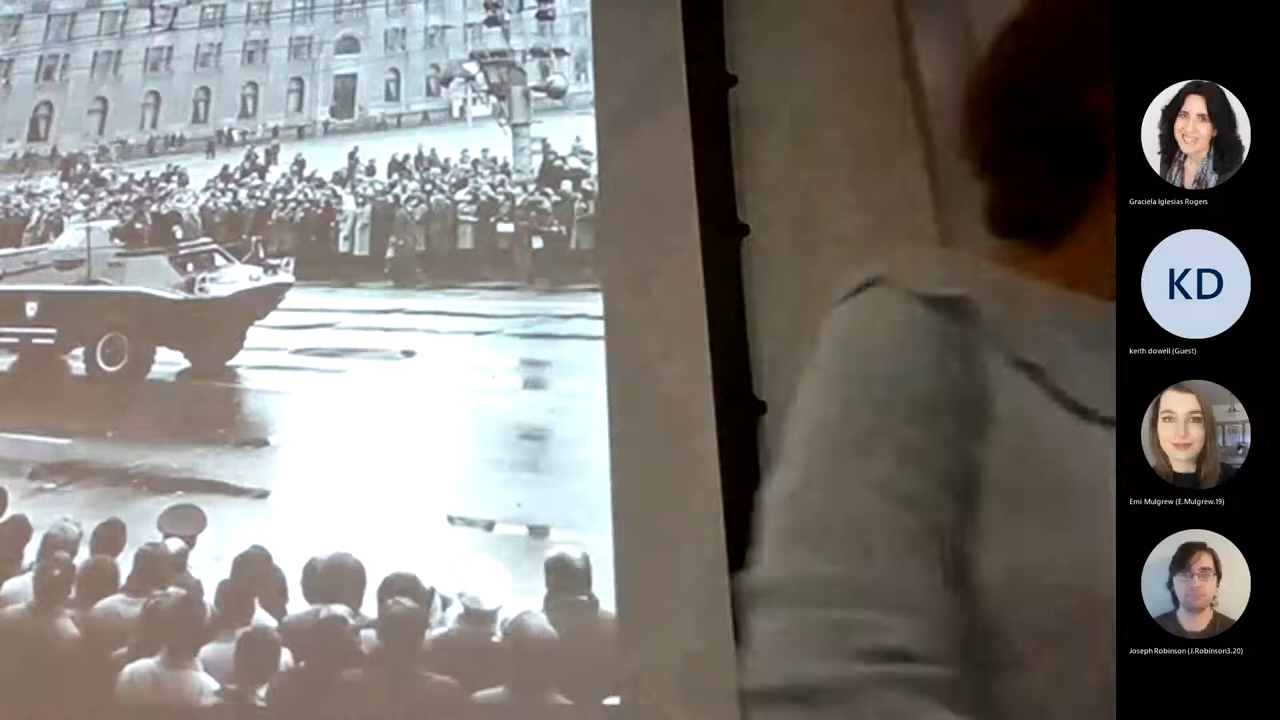 Graciela Iglesias Rogers
KD
keith dowell (Guest)
Emi Mulgrew (E.Mulgrew.19)
Joseph Robinson (J.Robinson3.20)